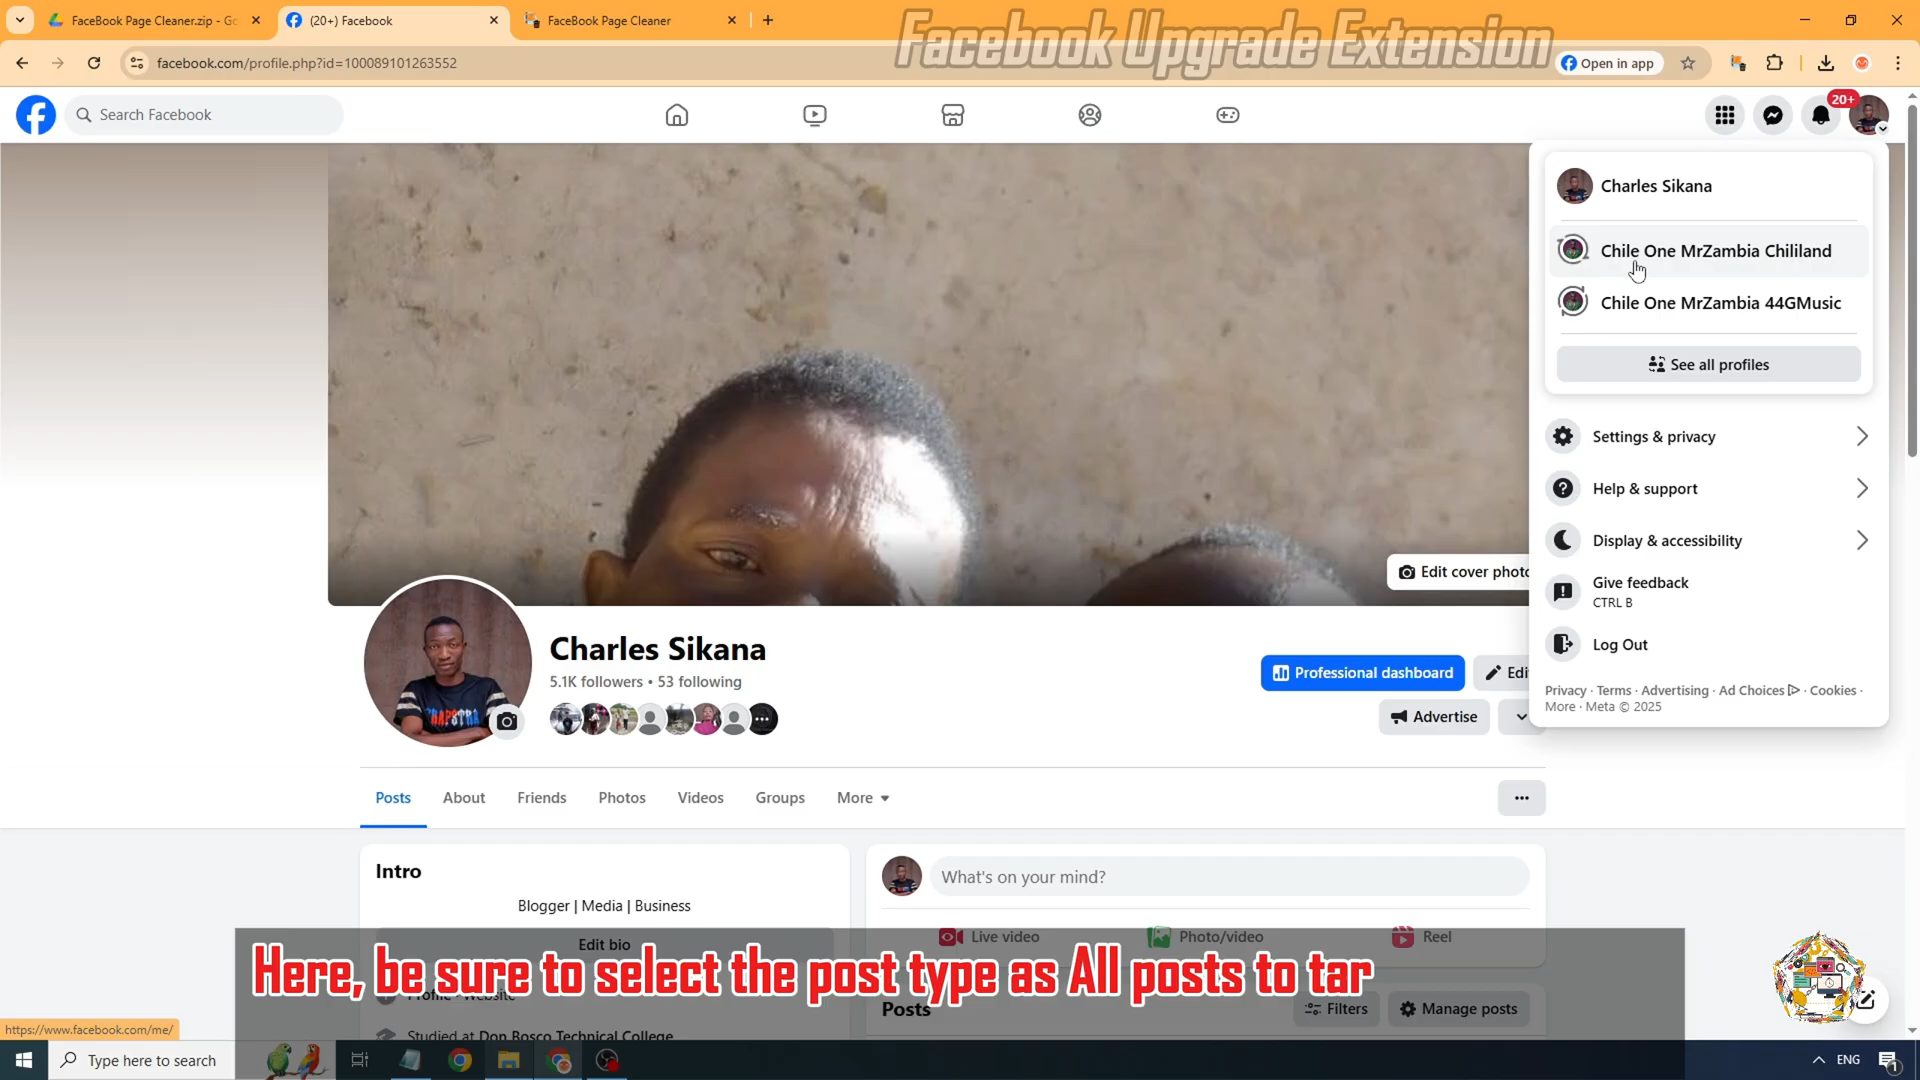 FaceBook Page Cleaner.zip - Go
(20+) Facebook
FaceBook Page Cleaner
Facebook Upgrade Extension
facebook.com/profile.php?id=100089101263552
Open in app
Search Facebook
20+
Charles Sikana
Chile One MrZambia Chililand
Chile One MrZambia 44GMusic
See all profiles
Settings & privacy
Help & support
Display & accessibility
Give feedback
CTRL B
Log Out
Privacy · Terms · Advertising · Ad Choices · Cookies ·
More · Meta © 2025
Edit cover photo
Charles Sikana
5.1K followers • 53 following
Professional dashboard
Edi
Advertise
Posts
About
Friends
Photos
Videos
Groups
More
Intro
Blogger | Media | Business
Edit bio
What's on your mind?
Live video
Photo/video
Reel
Here, be sure to select the post type as All posts to tar
Profile · Website
Posts
Filters
Manage posts
https://www.facebook.com/me/
Studied at Don Bosco Technical College
Type here to search
ENG
1